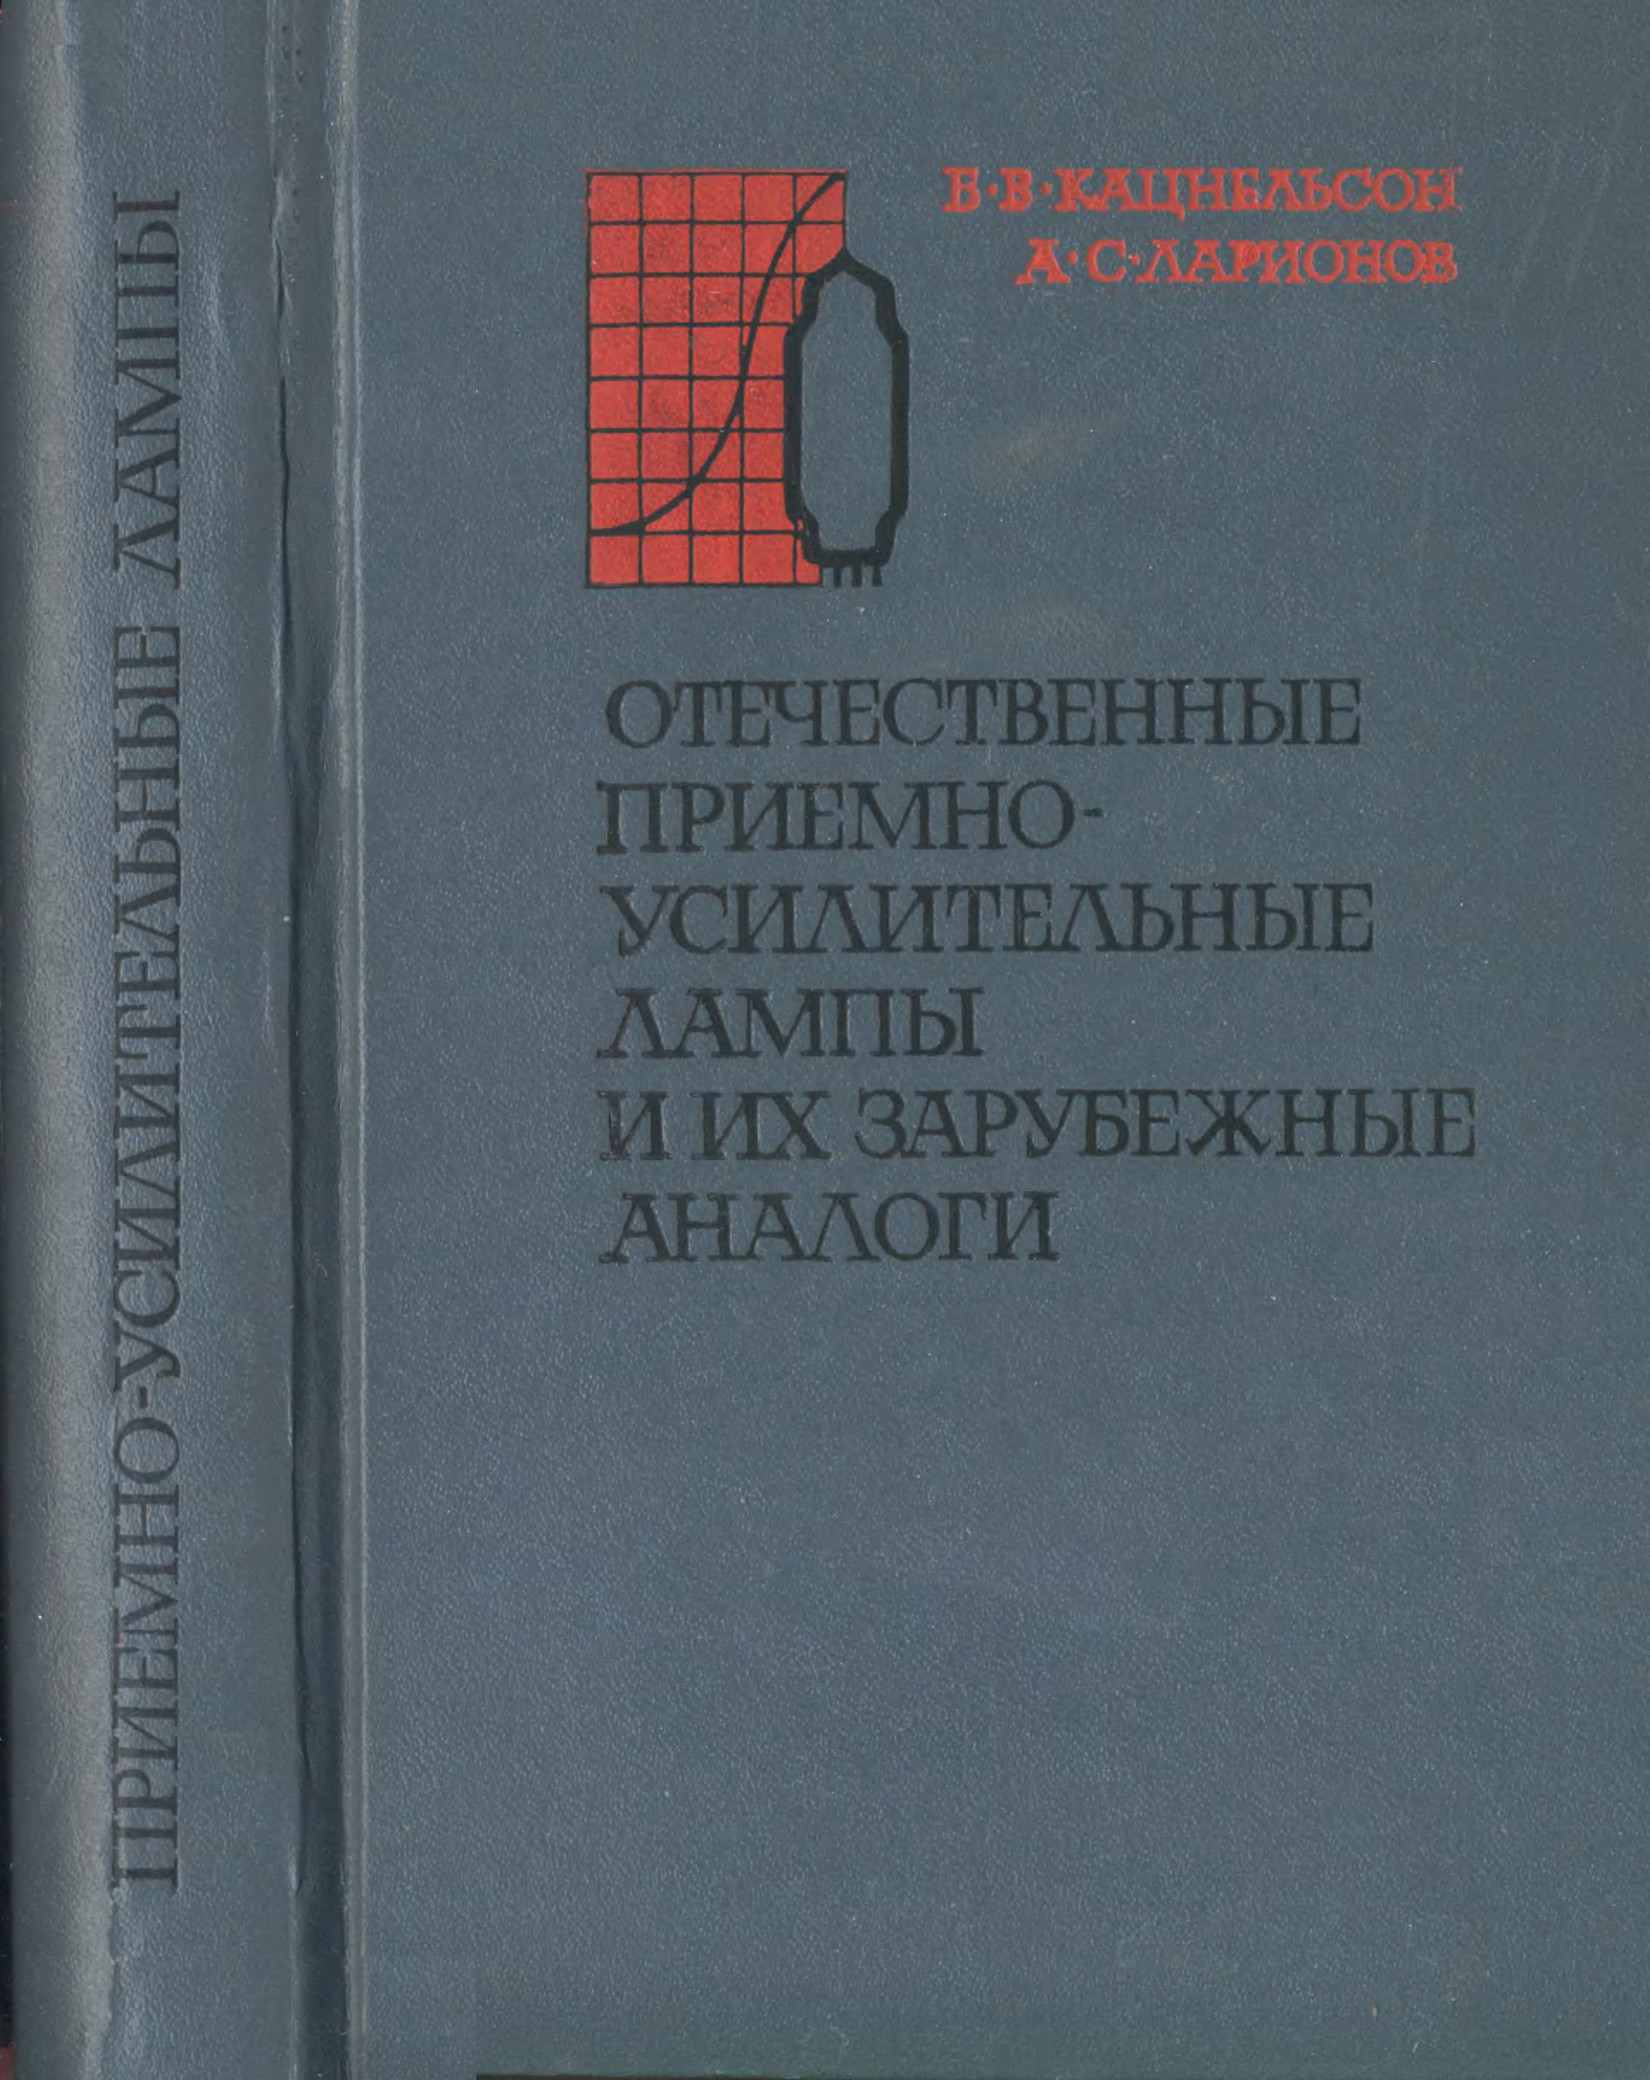 ПРИЕМНО-УСИЛИТЕЛЬНЫЕ ЛАМПЫ
Б·В·КАЦНЕЛЬСОН
А·С·ЛАРИОНОВ
ОТЕЧЕСТВЕННЫЕ
ПРИЕМНО-
УСИЛИТЕЛЬНЫЕ
ЛАМПЫ
И ИХ ЗАРУБЕЖНЫЕ
АНАЛОГИ